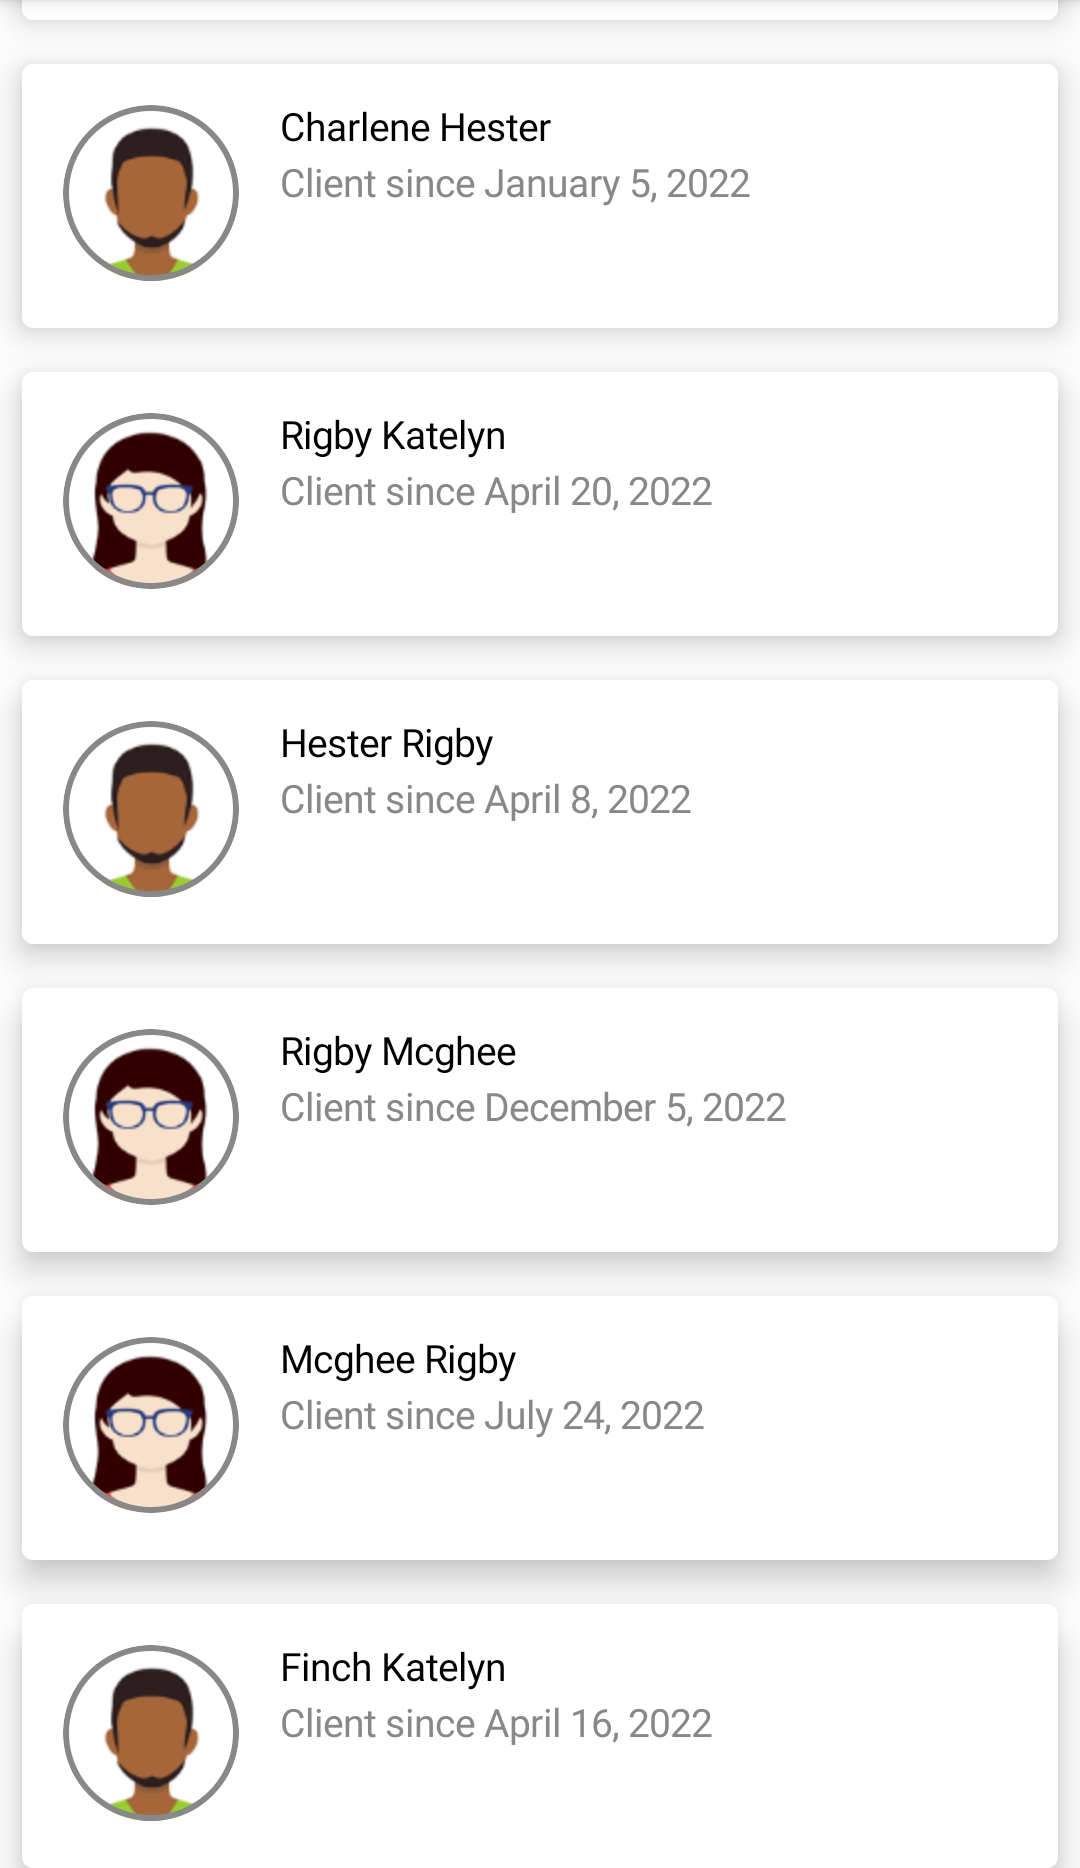 Charlene Hester
Client since January 5, 2022
Rigby Katelyn
Client since April 20, 2022
Hester Rigby
Client since April 8, 2022
Rigby Mcghee
Client since December 5, 2022
Mcghee Rigby
Client since July 24, 2022
Finch Katelyn
Client since April 16, 2022